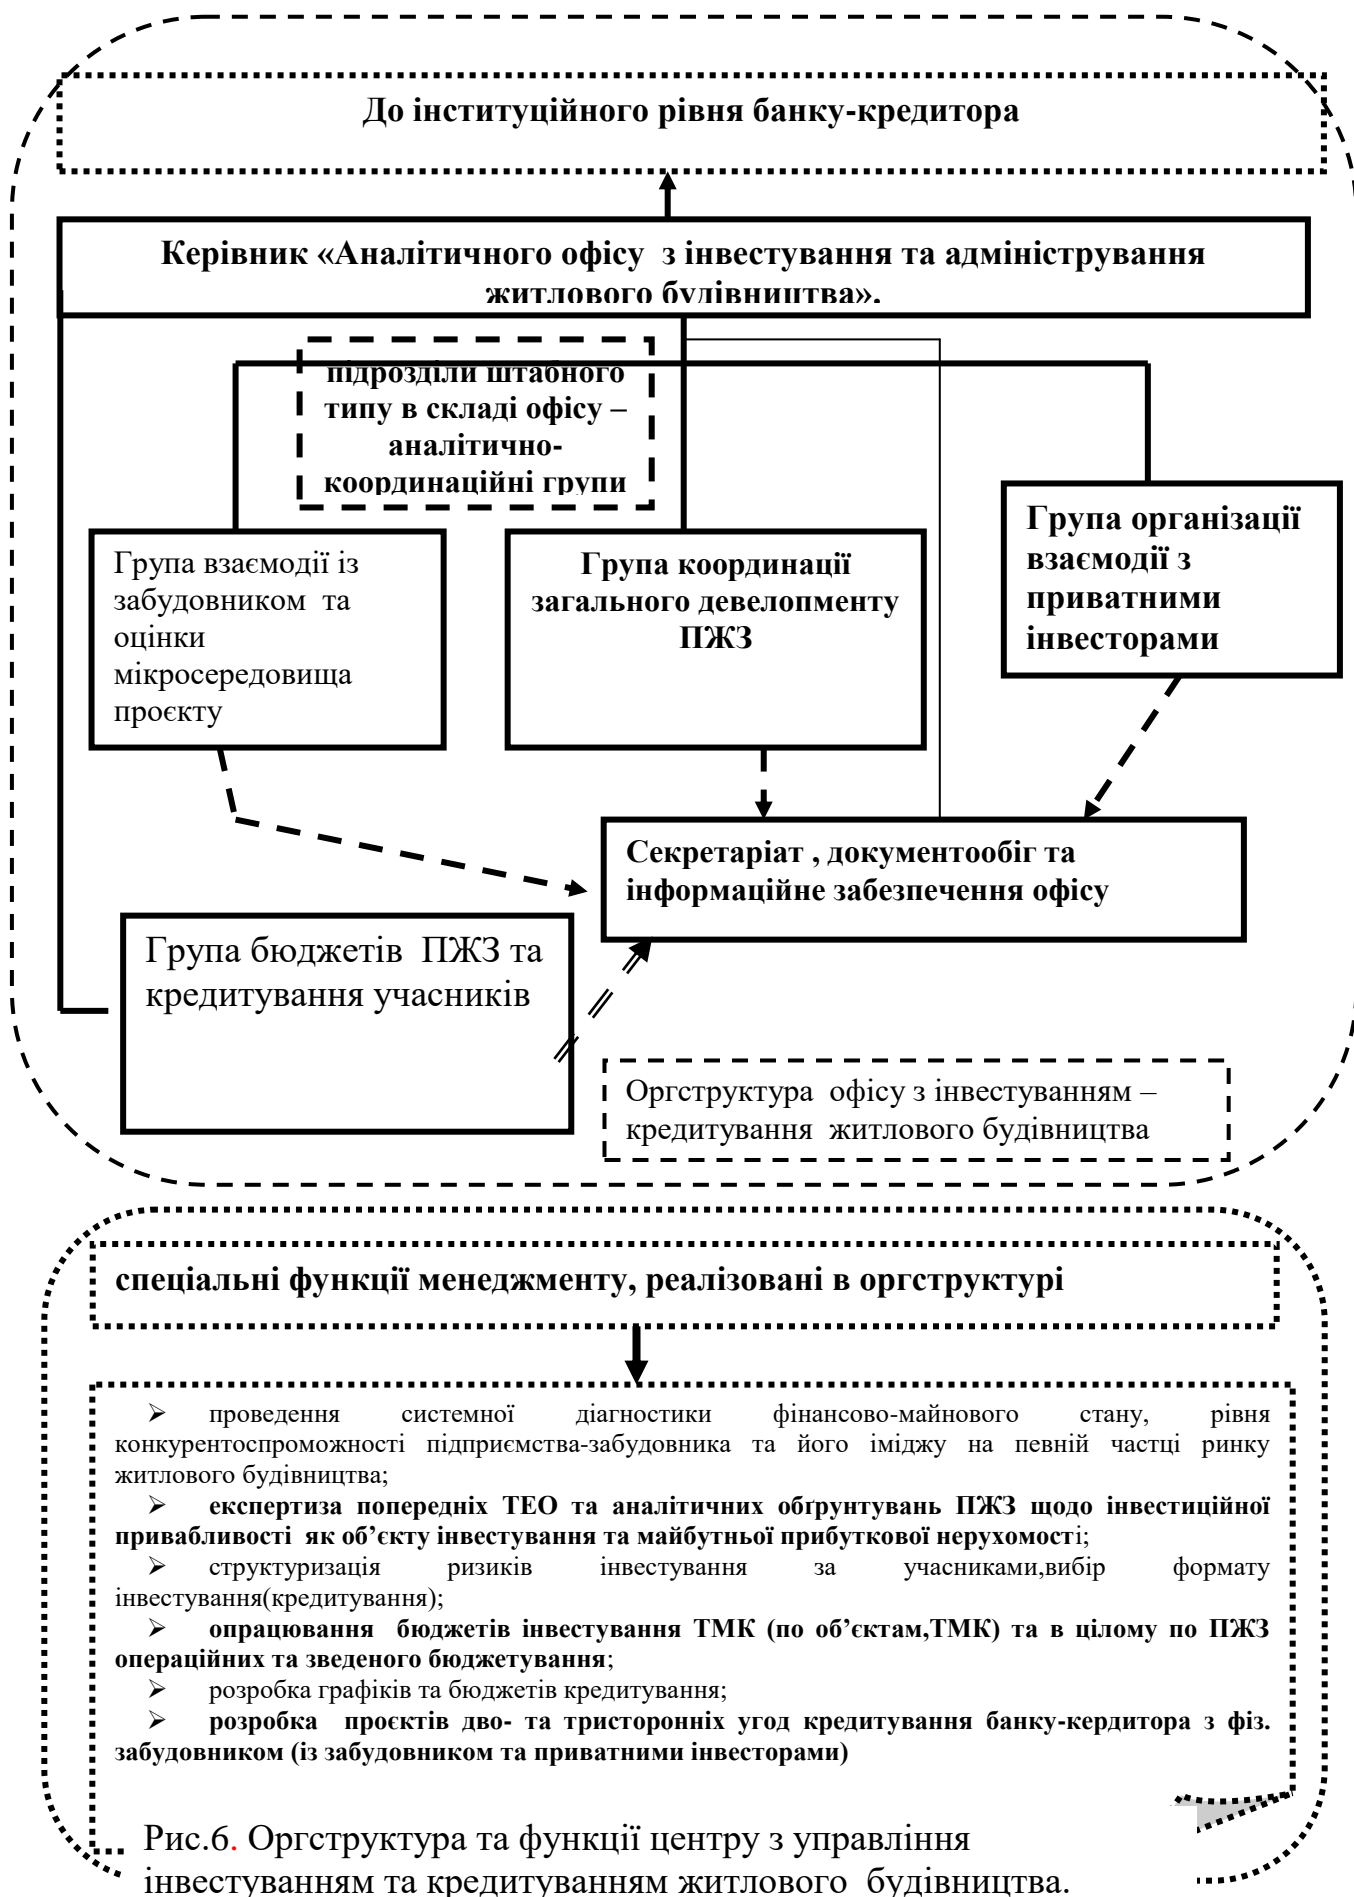 До інституційного рівня банку-кредитора
Керівник «Аналітичного офісу з інвестування та адміністрування
житлового будівництва».
підрозділи штабного
типу в складі офісу –
аналітично-
координаційні групи
Група взаємодії із
забудовником та
оцінки
мікросередовища
проєкту
Група координації
загального девелопменту
ПЖЗ
Група організації
взаємодії з
приватними
інвесторами
Секретаріат , документообіг та
інформаційне забезпечення офісу
Група бюджетів ПЖЗ та
кредитування учасників
Оргструктура офісу з інвестуванням –
кредитування житлового будівництва
спеціальні функції менеджменту, реалізовані в оргструктурі
➢ проведення системної діагностики фінансово-майнового стану, рівня
конкурентоспроможності підприємства-забудовника та його іміджу на певній частці ринку
житлового будівництва;
➢ експертиза попередніх ТЕО та аналітичних обґрунтувань ПЖЗ щодо інвестиційної
привабливості як об’єкту інвестування та майбутньої прибуткової нерухомості;
➢ структуризація ризиків інвестування за учасниками,вибір формату
інвестування(кредитування);
➢ опрацювання бюджетів інвестування ТМК (по об’єктам,ТМК) та в цілому по ПЖЗ
операційних та зведеного бюджетування;
➢ розробка графіків та бюджетів кредитування;
➢ розробка проєктів дво- та тристоронніх угод кредитування банку-кердитора з фіз.
забудовником (із забудовником та приватними інвесторами)
Рис.6. Оргструктура та функції центру з управління
інвестуванням та кредитуванням житлового будівництва.